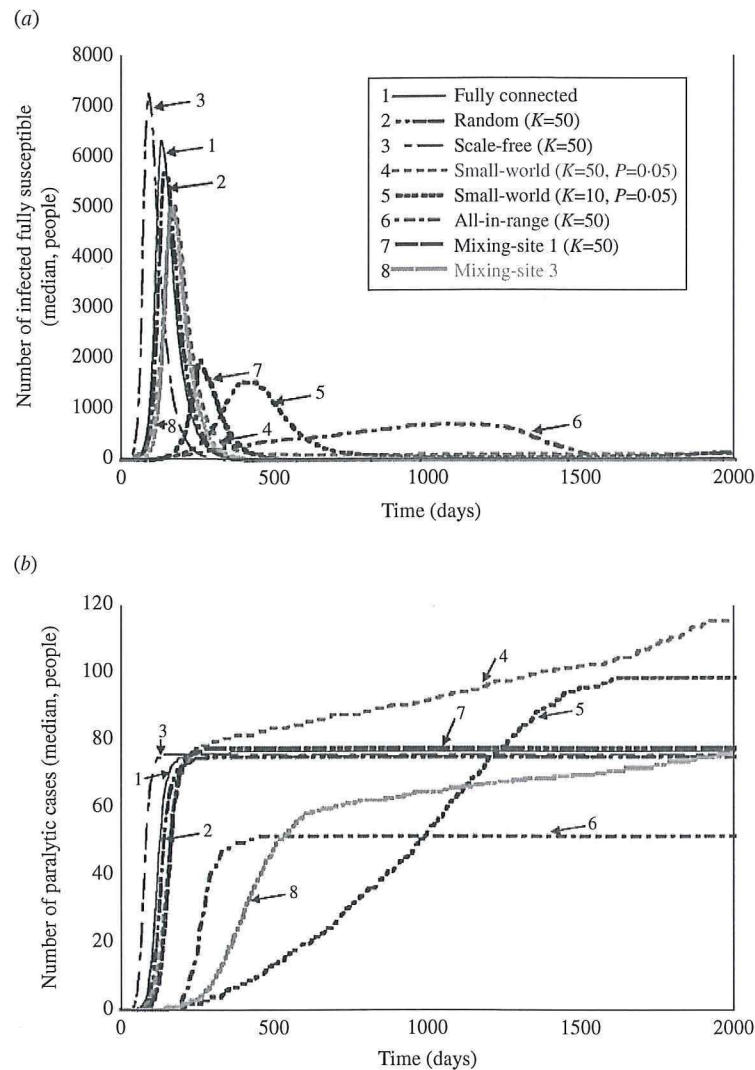 (a)
8000
7000
6000
5000
4000
3000
2000
1000
0
Number of infected fully susceptible
(median, people)
1 Fully connected
2 Random (K=50)
3 Scale-free (K=50)
4 Small-world (K=50, P=0·05)
5 Small-world (K=10, P=0·05)
6 All-in-range (K=50)
7 Mixing-site 1 (K=50)
8 Mixing-site 3
3
1
2
7
5
6
8
4
0
500
1000
1500
2000
Time (days)
(b)
120
100
80
60
40
20
0
Number of paralytic cases (median, people)
4
7
5
3
1
2
6
8
0
500
1000
1500
2000
Time (days)